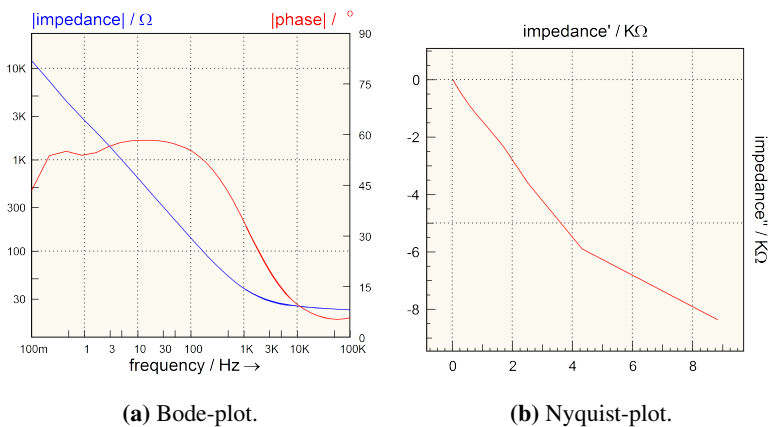 |impedance| / Ω
|phase| / °
10K
3K
1K
300
100
30
90
75
60
45
30
15
0
100m 1 3 10 30 100 1K 3K 10K 100K
frequency / Hz →
(a) Bode-plot.
impedance' / KΩ
0
-2
-4
-6
-8
0 2 4 6 8
impedance'' / KΩ
(b) Nyquist-plot.